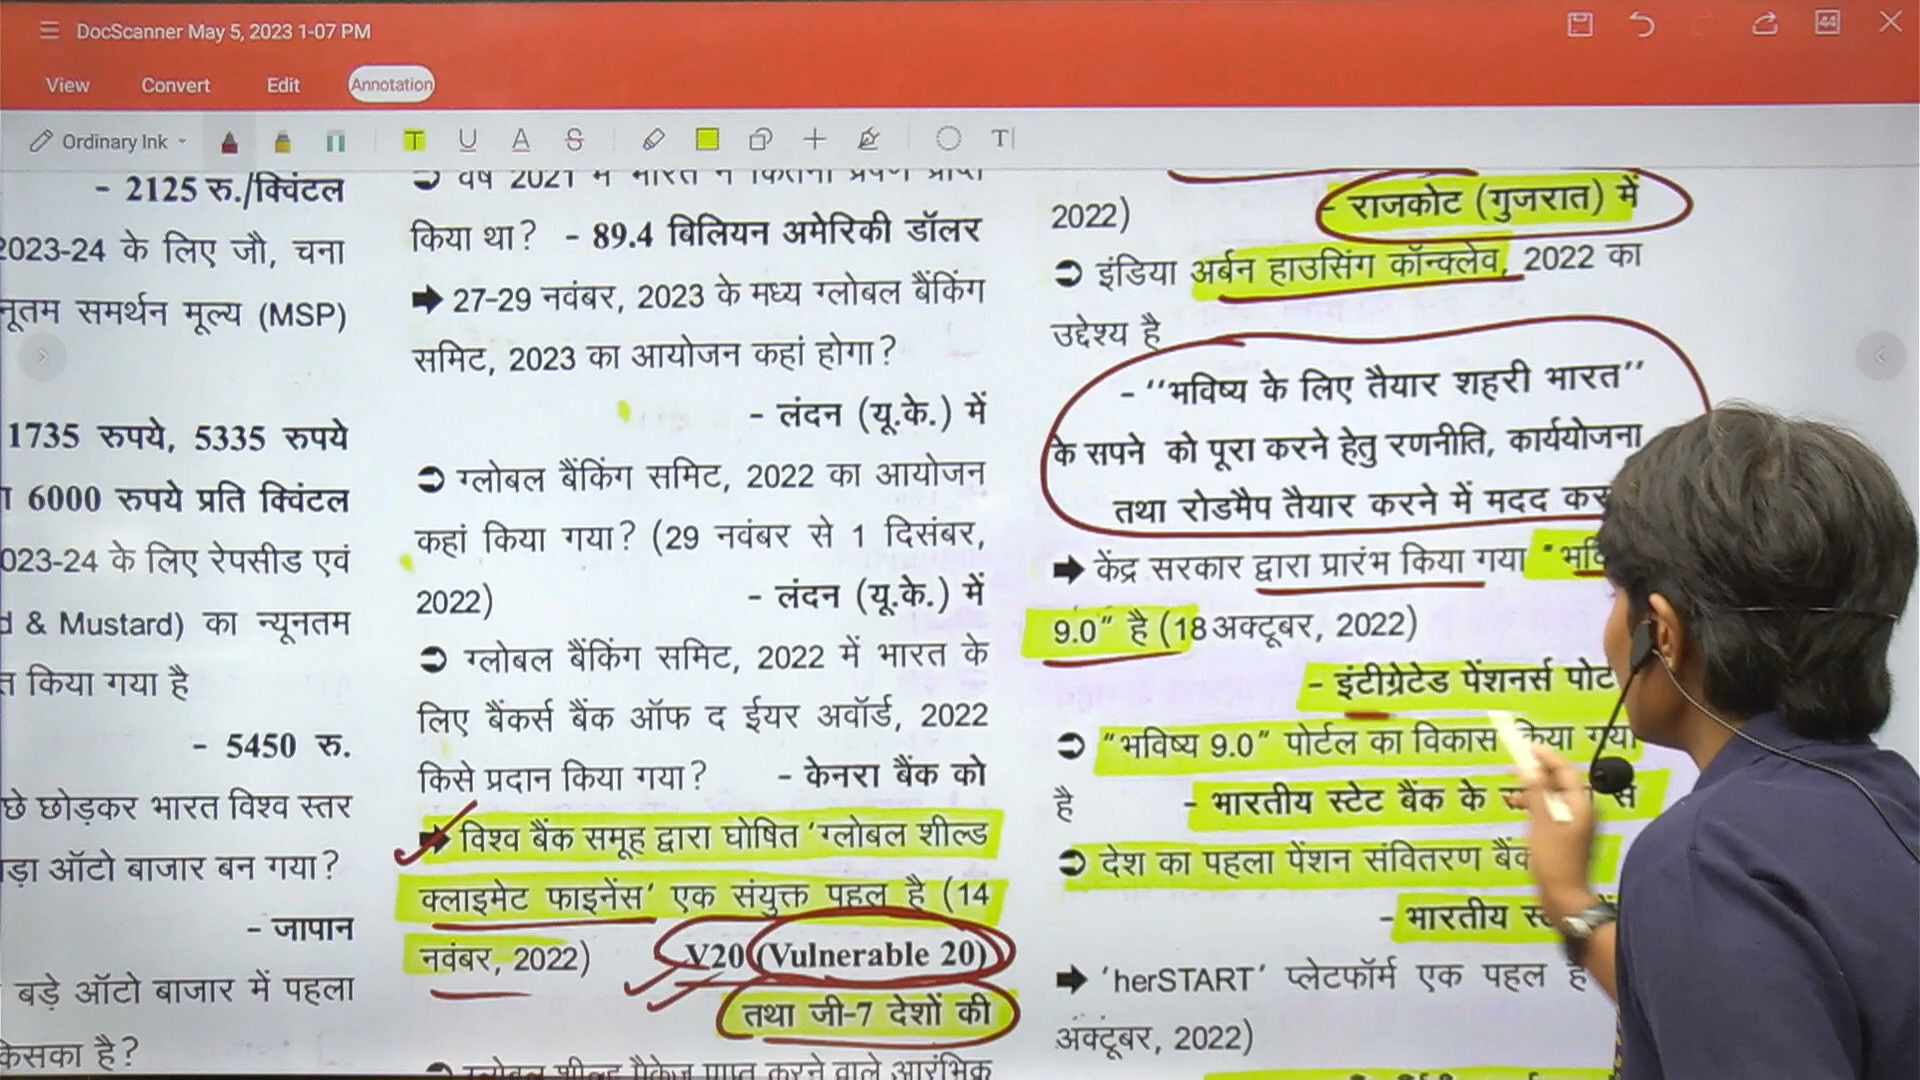 DocScanner May 5, 2023 1-07 PM
44
View Convert Edit Annotation
Ordinary Ink
- 2125 रु./क्विंटल
2023-24 के लिए जौ, चना
समर्थन मूल्य (MSP)
1735 रुपये, 5335 रुपये
6000 रुपये प्रति क्विंटल
023-24 के लिए रेपसीड एवं
& Mustard) का न्यूनतम
किया गया है
- 5450 रु.
छोड़कर भारत विश्व स्तर
ऑटो बाजार बन गया?
- जापान
बड़े ऑटो बाजार में पहला
है?
किया था? - 89.4 बिलियन अमेरिकी डॉलर
27-29 नवंबर, 2023 के मध्य ग्लोबल बैंकिंग
समिट, 2023 का आयोजन कहां होगा?
- लंदन (यू.के.) में
ग्लोबल बैंकिंग समिट, 2022 का आयोजन
कहां किया गया? (29 नवंबर से 1 दिसंबर,
2022) - लंदन (यू.के.) में
ग्लोबल बैंकिंग समिट, 2022 में भारत के
लिए बैंकर्स बैंक ऑफ द ईयर अवॉर्ड, 2022
किसे प्रदान किया गया? - केनरा बैंक को
विश्व बैंक समूह द्वारा घोषित 'ग्लोबल शील्ड
क्लाइमेट फाइनेंस' एक संयुक्त पहल है (14
नवंबर, 2022) V20 (Vulnerable 20)
तथा जी-7 देशों की
2022) - राजकोट (गुजरात) में
इंडिया अर्बन हाउसिंग कॉन्क्लेव, 2022 का
उद्देश्य है
- ''भविष्य के लिए तैयार शहरी भारत''
के सपने को पूरा करने हेतु रणनीति, कार्ययोजना
तथा रोडमैप तैयार करने में मदद
केंद्र सरकार द्वारा प्रारंभ किया गया
9.0" है (18 अक्टूबर, 2022)
- इंटीग्रेटेड पेंशनर्स
"भविष्य 9.0" पोर्टल का विकास किया गया
है - भारतीय स्टेट बैंक के से
देश का पहला पेंशन संवितरण बैंक
- भारतीय
'herSTART' प्लेटफॉर्म एक पहल है
अक्टूबर, 2022)